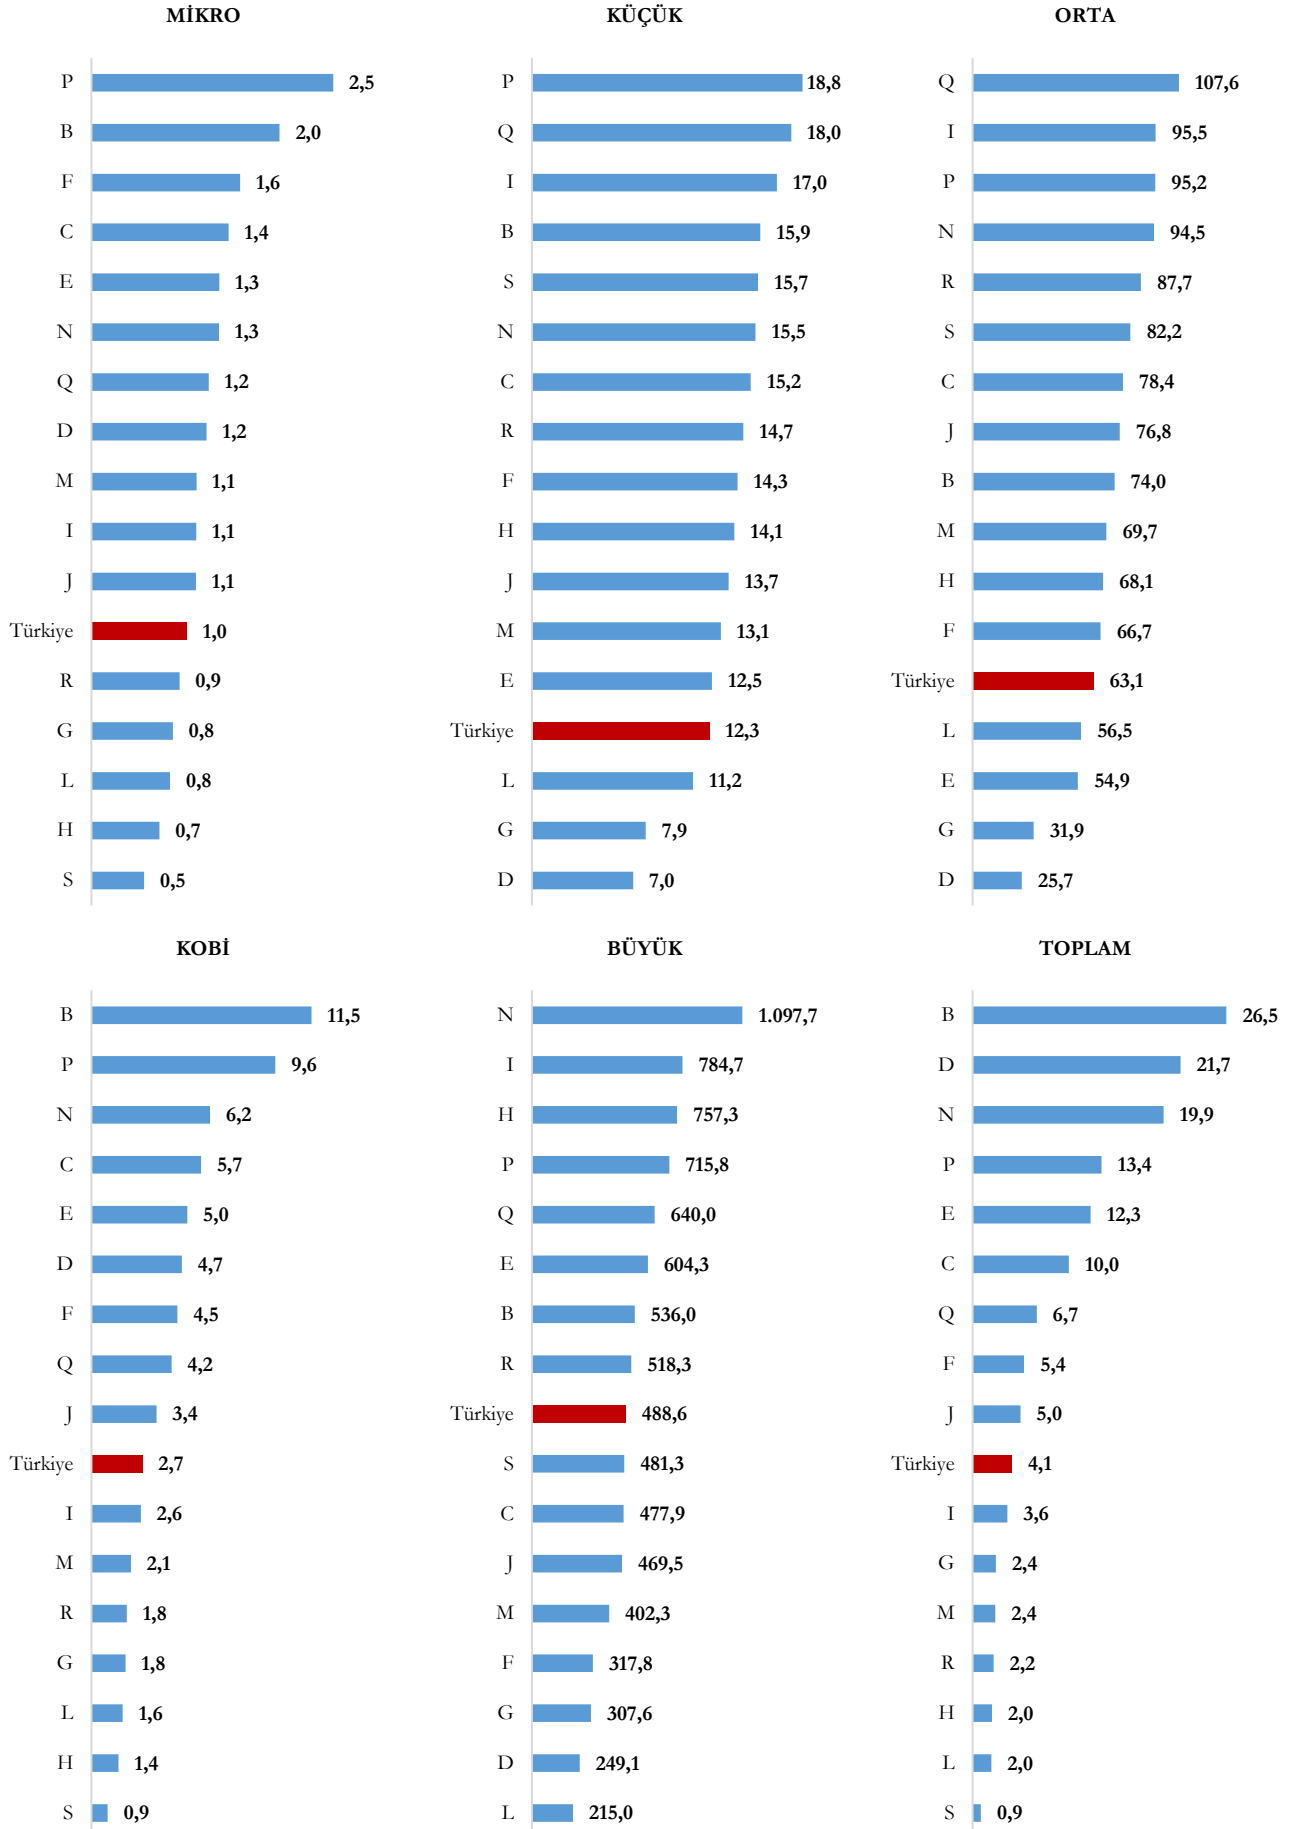 MİKRO
P 2,5
B 2,0
F 1,6
C 1,4
E 1,3
N 1,3
Q 1,2
D 1,2
M 1,1
I 1,1
J 1,1
Türkiye 1,0
R 0,9
G 0,8
L 0,8
H 0,7
S 0,5
KÜÇÜK
P 18,8
Q 18,0
I 17,0
B 15,9
S 15,7
N 15,5
C 15,2
R 14,7
F 14,3
H 14,1
J 13,7
M 13,1
E 12,5
Türkiye 12,3
L 11,2
G 7,9
D 7,0
ORTA
Q 107,6
I 95,5
P 95,2
N 94,5
R 87,7
S 82,2
C 78,4
J 76,8
B 74,0
M 69,7
H 68,1
F 66,7
Türkiye 63,1
L 56,5
E 54,9
G 31,9
D 25,7
KOBİ
B 11,5
P 9,6
N 6,2
C 5,7
E 5,0
D 4,7
F 4,5
Q 4,2
J 3,4
Türkiye 2,7
I 2,6
M 2,1
R 1,8
G 1,8
L 1,6
H 1,4
S 0,9
BÜYÜK
N 1.097,7
I 784,7
H 757,3
P 715,8
Q 640,0
E 604,3
B 536,0
R 518,3
Türkiye 488,6
S 481,3
C 477,9
J 469,5
M 402,3
F 317,8
G 307,6
D 249,1
L 215,0
TOPLAM
B 26,5
D 21,7
N 19,9
P 13,4
E 12,3
C 10,0
Q 6,7
F 5,4
J 5,0
Türkiye 4,1
I 3,6
G 2,4
M 2,4
R 2,2
H 2,0
L 2,0
S 0,9